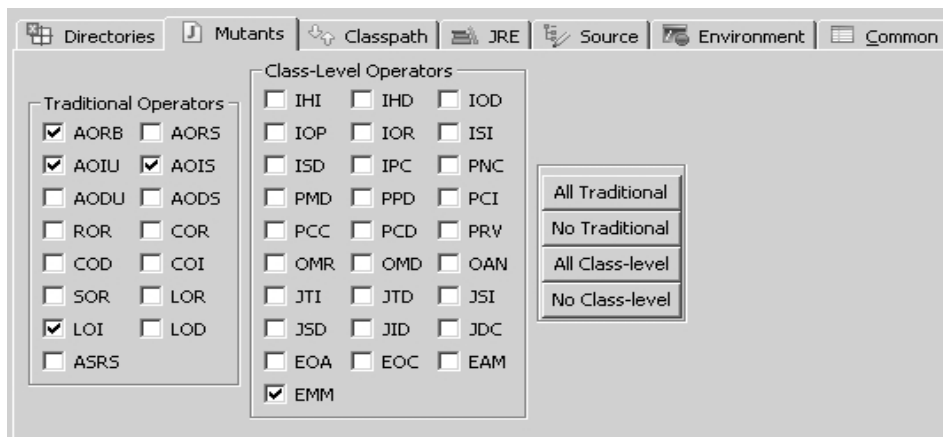 Directories Mutants Classpath JRE Source Environment Common
Traditional Operators
AORB AORS
AOIU AOIS
AODU AODS
ROR COR
COD COI
SOR LOR
LOI LOD
ASRS
Class-Level Operators
IHI IHD IOD
IOP IOR ISI
ISD IPC PNC
PMD PPD PCI
PCC PCD PRV
OMR OMD OAN
JTI JTD JSI
JSD JID JDC
EOA EOC EAM
EMM
All Traditional
No Traditional
All Class-level
No Class-level